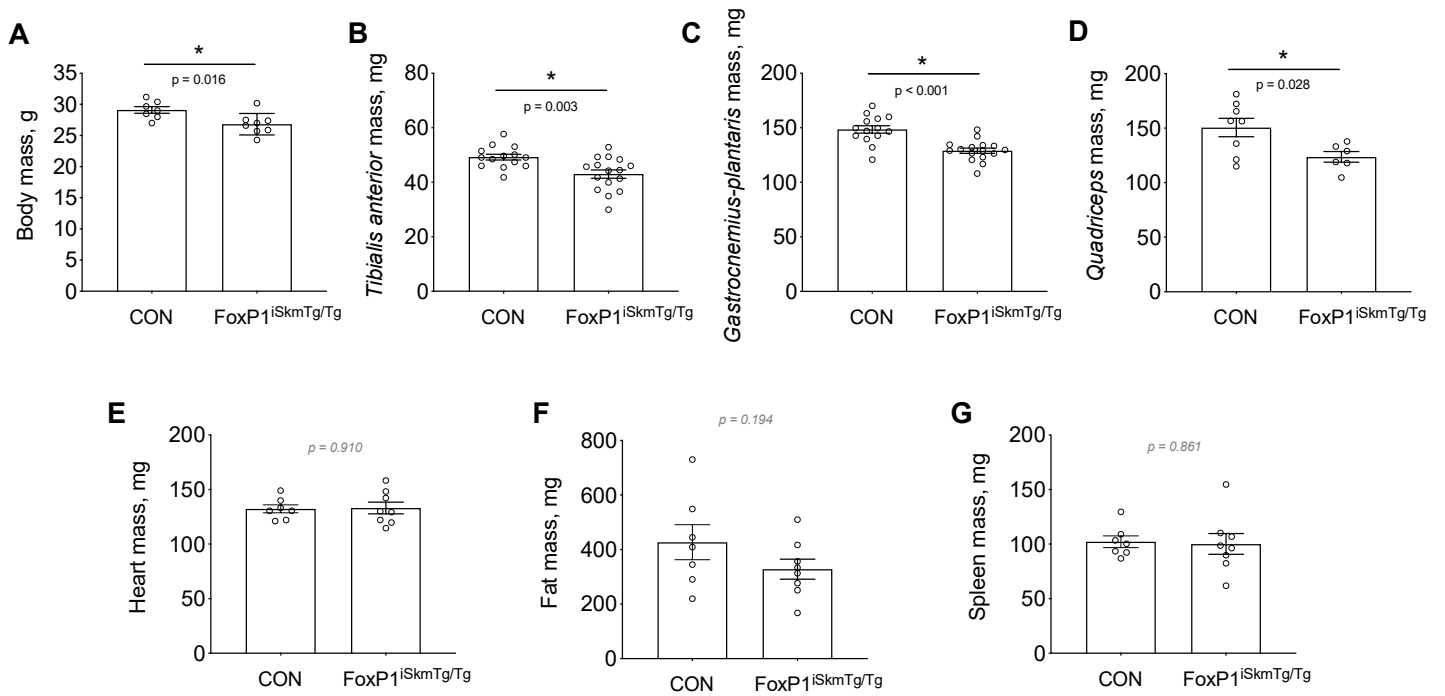 A
Body mass, g
35
30
25
20
15
10
5
0
*
p = 0.016
CON
FoxP1iSkmTg/Tg
B
Tibialis anterior mass, mg
80
60
40
20
0
*
p = 0.003
CON
FoxP1iSkmTg/Tg
C
Gastrocnemius-plantaris mass, mg
200
150
100
50
0
*
p < 0.001
CON
FoxP1iSkmTg/Tg
D
Quadriceps mass, mg
200
150
100
50
0
*
p = 0.028
CON
FoxP1iSkmTg/Tg
E
Heart mass, mg
200
150
100
50
0
p = 0.910
CON
FoxP1iSkmTg/Tg
F
Fat mass, mg
800
600
400
200
0
p = 0.194
CON
FoxP1iSkmTg/Tg
G
Spleen mass, mg
200
150
100
50
0
p = 0.861
CON
FoxP1iSkmTg/Tg